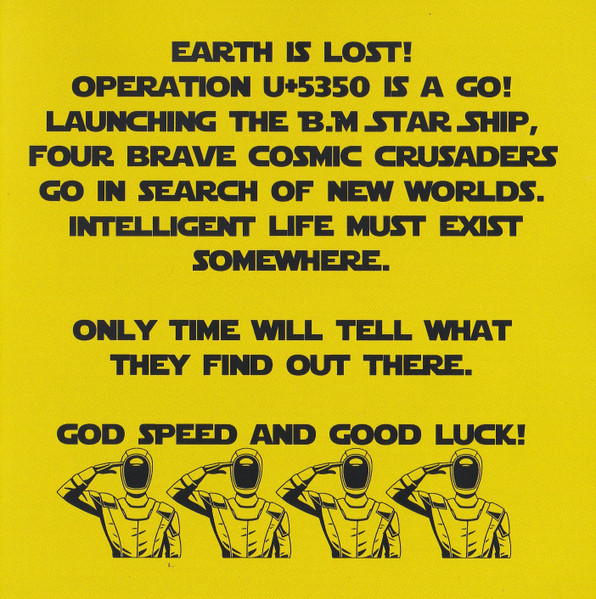 EARTH IS LOST!
OPERATION U+5350 IS A GO!
LAUNCHING THE B.M STAR SHIP,
FOUR BRAVE COSMIC CRUSADERS
GO IN SEARCH OF NEW WORLDS.
INTELLIGENT LIFE MUST EXIST
SOMEWHERE.
ONLY TIME WILL TELL WHAT
THEY FIND OUT THERE.
GOD SPEED AND GOOD LUCK!